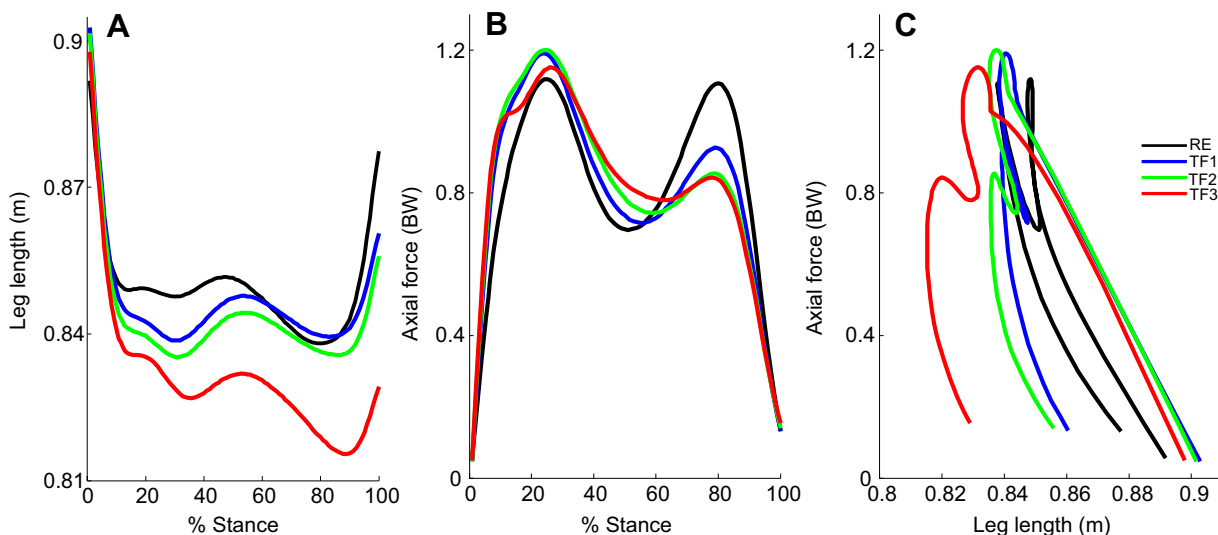 A
0.9
0.87
0.84
0.81
Leg length (m)
0
20
40
60
80
100
% Stance
B
1.2
0.8
0.4
0
Axial force (BW)
0
20
40
60
80
100
% Stance
C
1.2
0.8
0.4
0
Axial force (BW)
0.8
0.82
0.84
0.86
0.88
0.9
Leg length (m)
RE
TF1
TF2
TF3